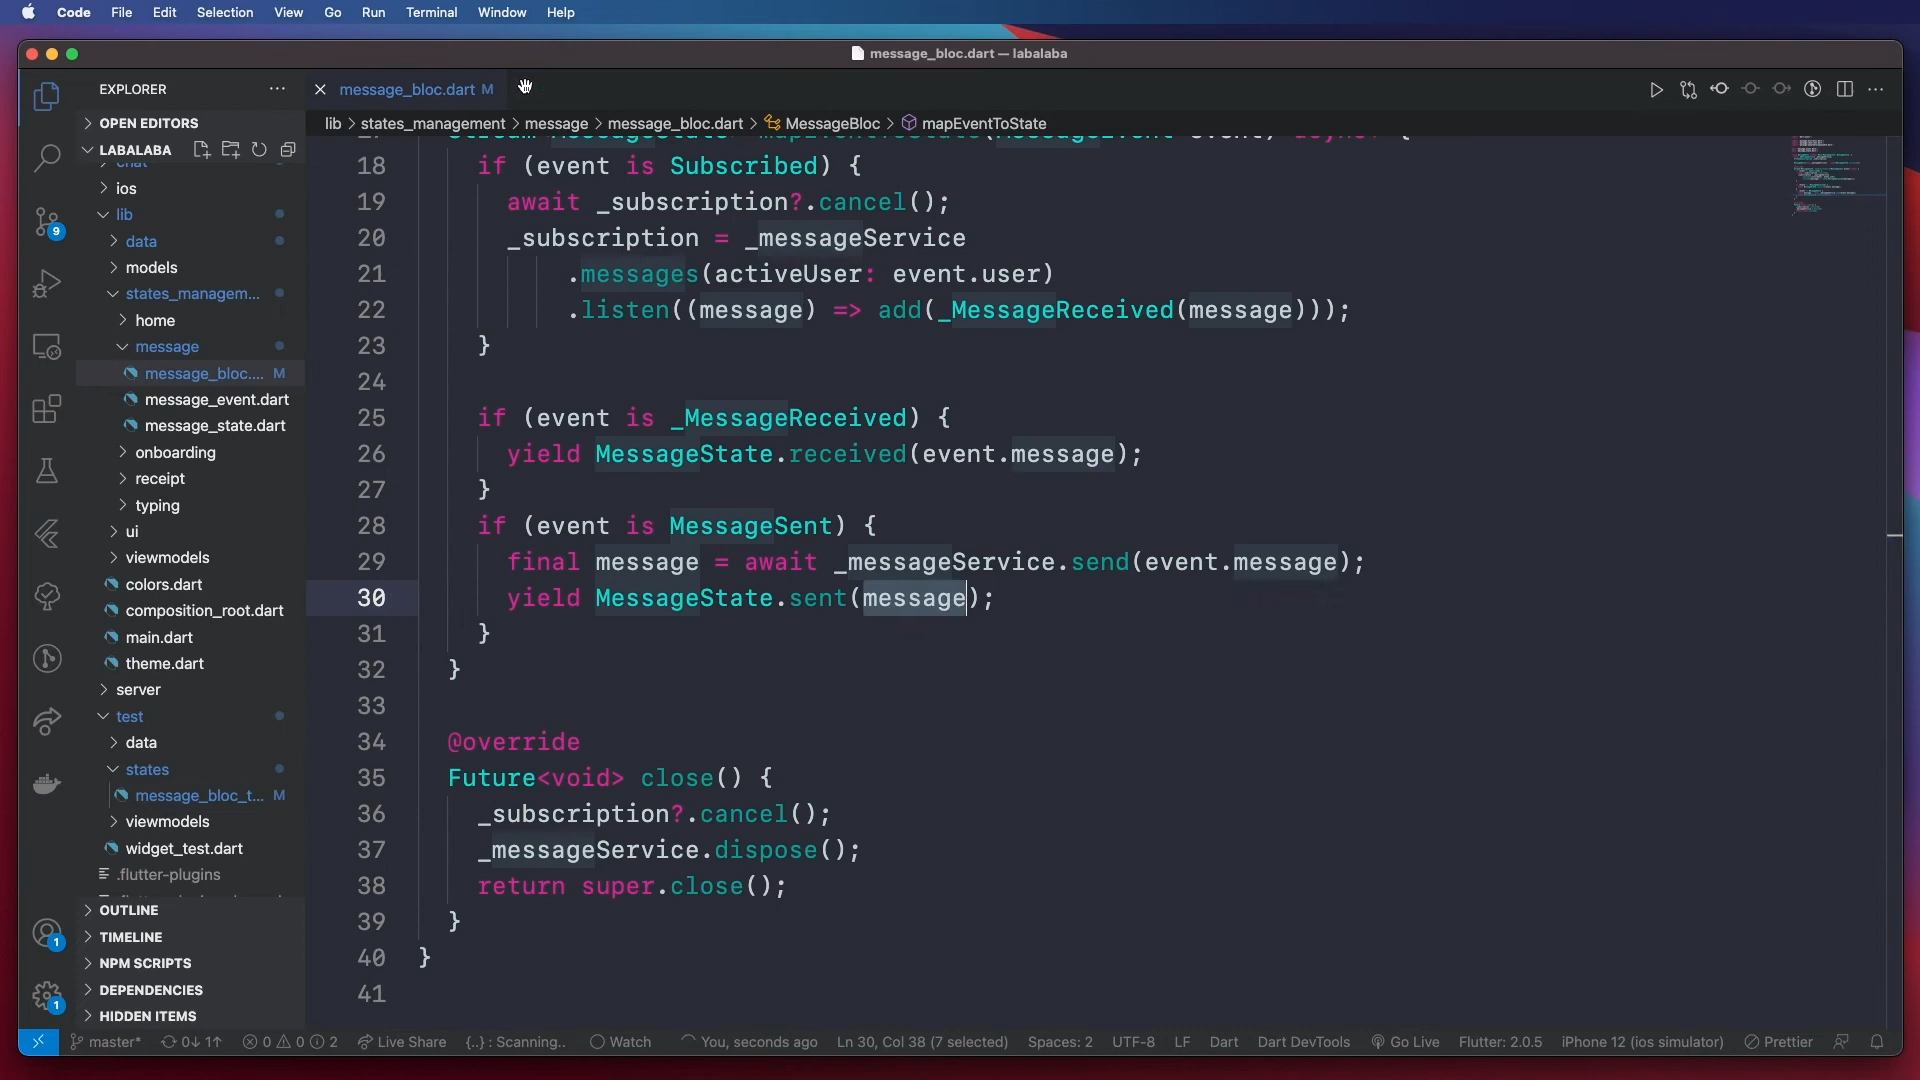 Code File Edit Selection View Go Run Terminal Window Help
message_bloc.dart — labalaba
EXPLORER
message_bloc.dart M
OPEN EDITORS
lib > states_management > message > message_bloc.dart > MessageBloc > mapEventToState
LABALABA
chat
ios
lib
data
models
states_managem...
home
message
message_bloc.... M
message_event.dart
message_state.dart
onboarding
receipt
typing
ui
viewmodels
colors.dart
composition_root.dart
main.dart
theme.dart
server
test
data
states
message_bloc_t... M
viewmodels
widget_test.dart
.flutter-plugins
OUTLINE
TIMELINE
NPM SCRIPTS
DEPENDENCIES
HIDDEN ITEMS
9
1
1
18 if (event is Subscribed) {
19 await _subscription?.cancel();
20 _subscription = _messageService
21 .messages(activeUser: event.user)
22 .listen((message) => add(_MessageReceived(message)));
23 }
24
25 if (event is _MessageReceived) {
26 yield MessageState.received(event.message);
27 }
28 if (event is MessageSent) {
29 final message = await _messageService.send(event.message);
30 yield MessageState.sent(message);
31 }
32 }
33
34 @override
35 Future<void> close() {
36 _subscription?.cancel();
37 _messageService.dispose();
38 return super.close();
39 }
40 }
41
master* 0↓ 1↑ 0 0 2 Live Share {..} : Scanning.. Watch You, seconds ago Ln 30, Col 38 (7 selected) Spaces: 2 UTF-8 LF Dart Dart DevTools Go Live Flutter: 2.0.5 iPhone 12 (ios simulator) Prettier